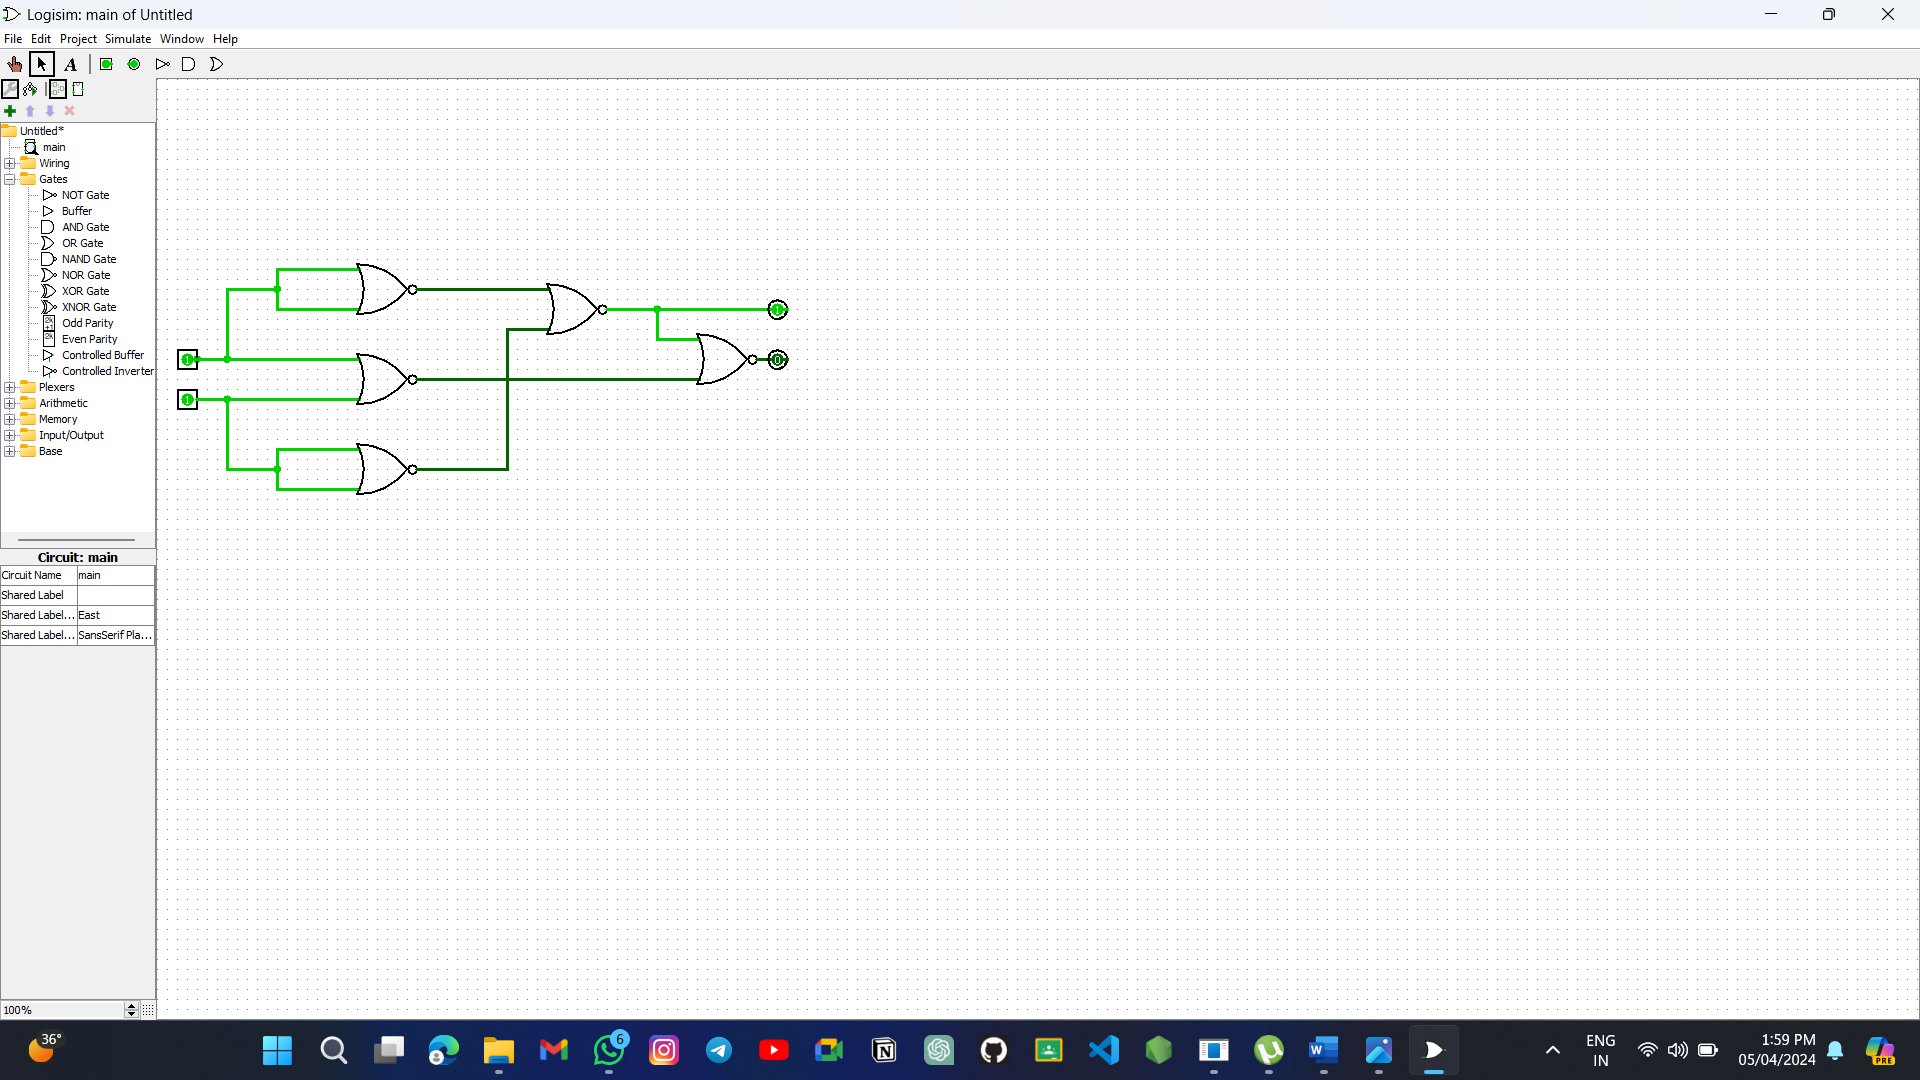 Logisim: main of Untitled
File Edit Project Simulate Window Help
A
Untitled*
main
Wiring
Gates
NOT Gate
Buffer
AND Gate
OR Gate
NAND Gate
NOR Gate
XOR Gate
XNOR Gate
Odd Parity
Even Parity
Controlled Buffer
Controlled Inverter
Plexers
Arithmetic
Memory
Input/Output
Base
1
1
1
0
Circuit: main
Circuit Name main
Shared Label
Shared Label... East
Shared Label... SansSerif Pla...
100%
36°
6
W
ENG
IN
1:59 PM
05/04/2024
PRE